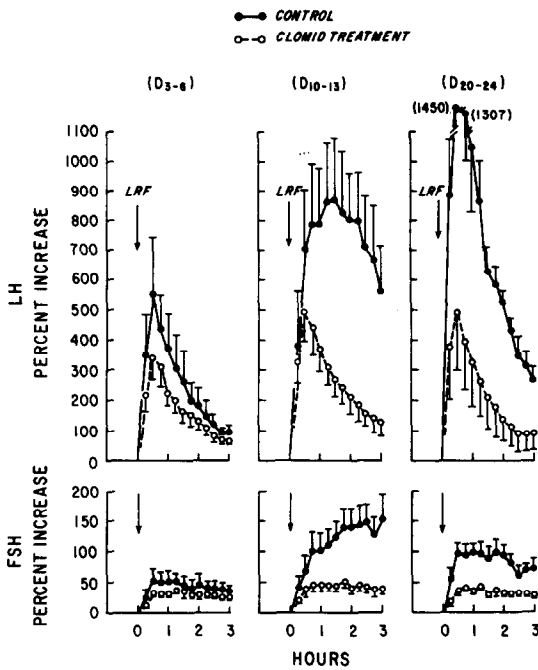 CONTROL
CLOMID TREATMENT
(D3-6) (D10-13) (D20-24)
(1450) (1307)
1100
1000
900
800
700
600
500
400
300
200
100
0
LH
PERCENT INCREASE
LRF LRF LRF
200
150
100
50
0
FSH
PERCENT INCREASE
0 1 2 3 0 1 2 3 0 1 2 3
HOURS